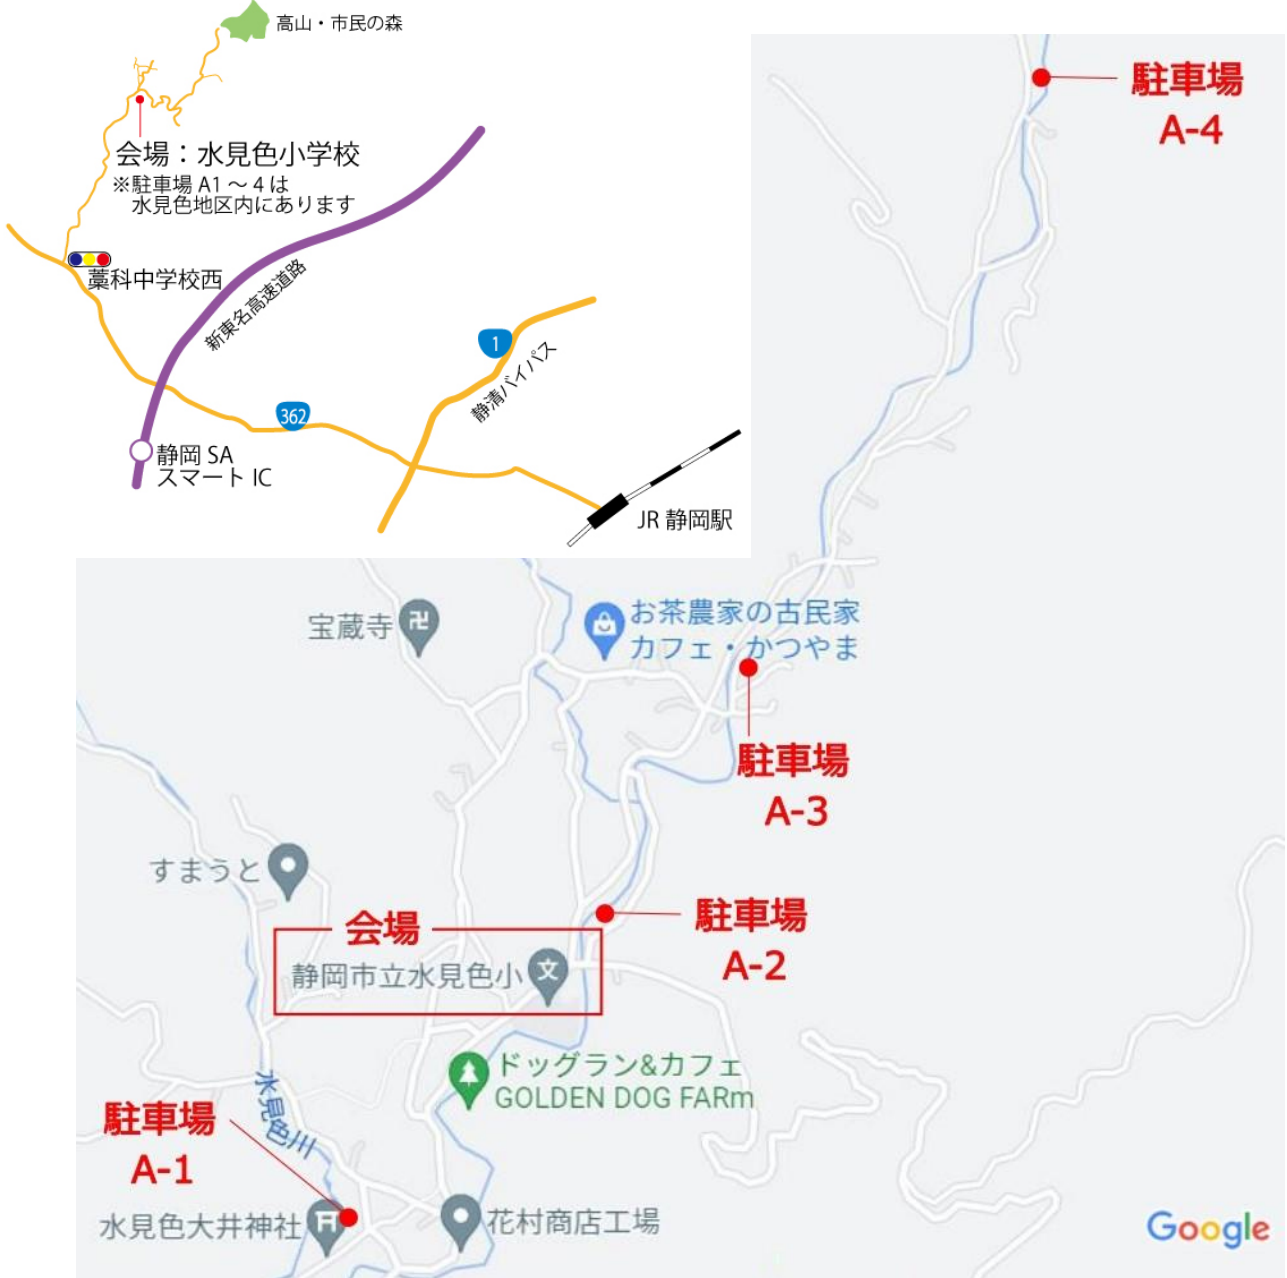 高山・市民の森
会場：水見色小学校
※駐車場 A1～4 は
水見色地区内にあります
藁科中学校西
新東名高速道路
1
静清バイパス
362
静岡 SA
スマート IC
JR 静岡駅
駐車場
A-4
宝蔵寺
お茶農家の古民家
カフェ・かつやま
駐車場
A-3
すまうと
会場
静岡市立水見色小
文
駐車場
A-2
ドッグラン&カフェ
GOLDEN DOG FARm
水見色川
駐車場
A-1
水見色大井神社
花村商店工場
Google